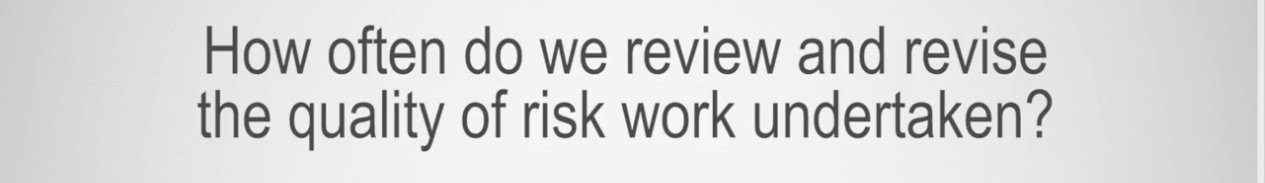 How often do we review and revise
the quality of risk work undertaken?